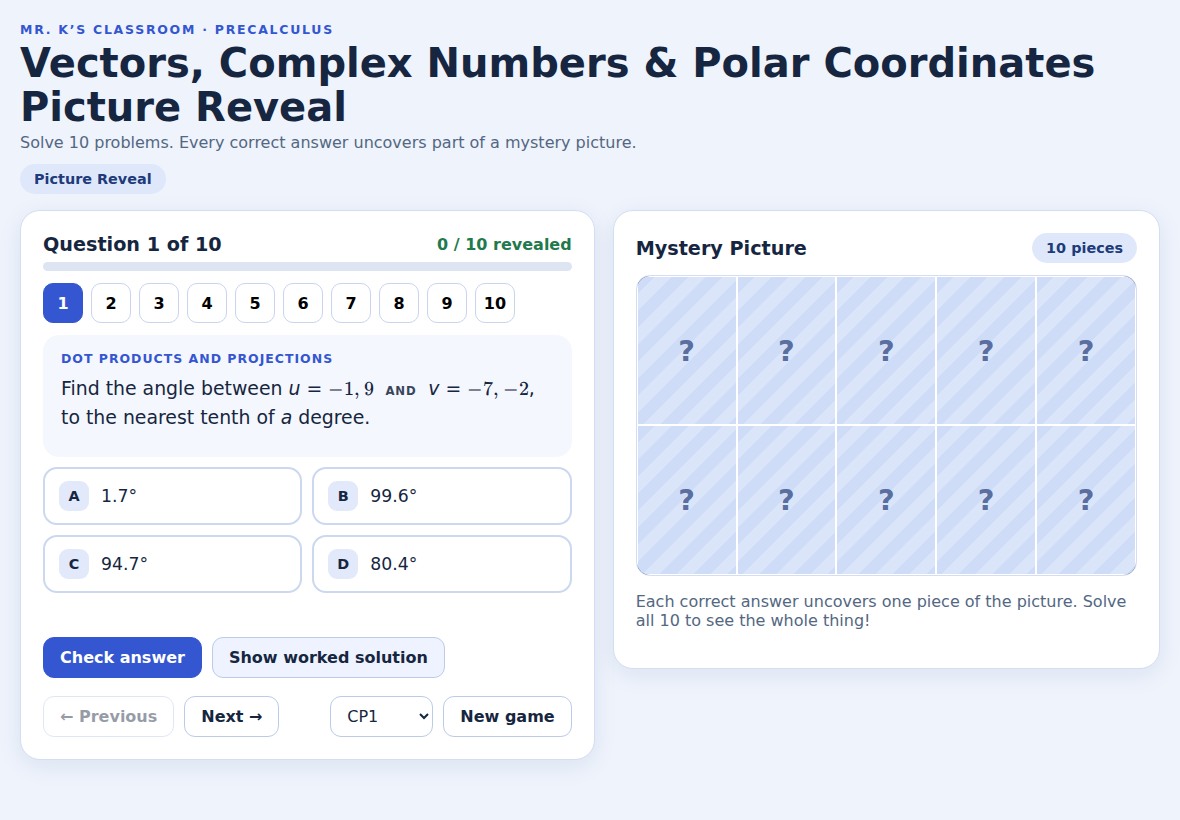 MR. K’S CLASSROOM · PRECALCULUS
Vectors, Complex Numbers & Polar Coordinates
Picture Reveal
Solve 10 problems. Every correct answer uncovers part of a mystery picture.
Picture Reveal
Question 1 of 10
0 / 10 revealed
1 2 3 4 5 6 7 8 9 10
DOT PRODUCTS AND PROJECTIONS
Find the angle between u = −1, 9 AND v = −7, −2,
to the nearest tenth of a degree.
A 1.7°
B 99.6°
C 94.7°
D 80.4°
Check answer
Show worked solution
← Previous
Next →
CP1
New game
Mystery Picture
10 pieces
? ? ? ? ?
? ? ? ? ?
Each correct answer uncovers one piece of the picture. Solve
all 10 to see the whole thing!